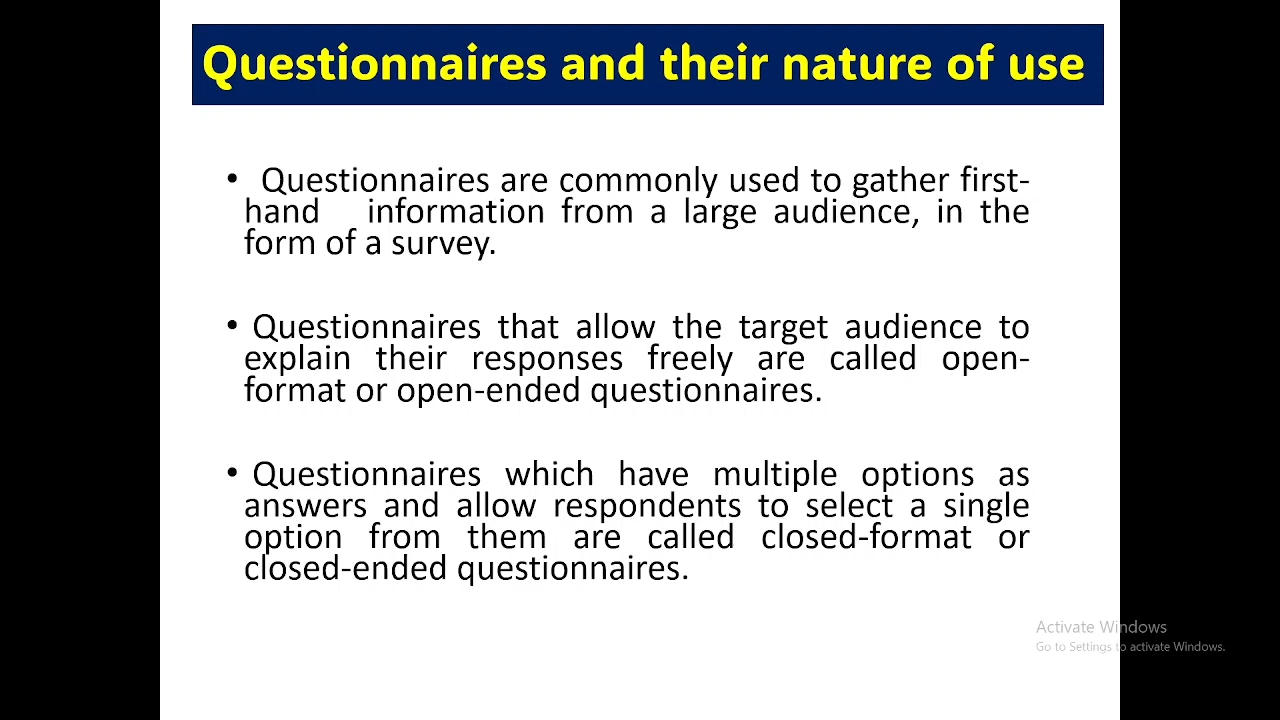 Questionnaires and their nature of use
• Questionnaires are commonly used to gather first-
hand information from a large audience, in the
form of a survey.
• Questionnaires that allow the target audience to
explain their responses freely are called open-
format or open-ended questionnaires.
• Questionnaires which have multiple options as
answers and allow respondents to select a single
option from them are called closed-format or
closed-ended questionnaires.
Activate Windows
Go to Settings to activate Windows.